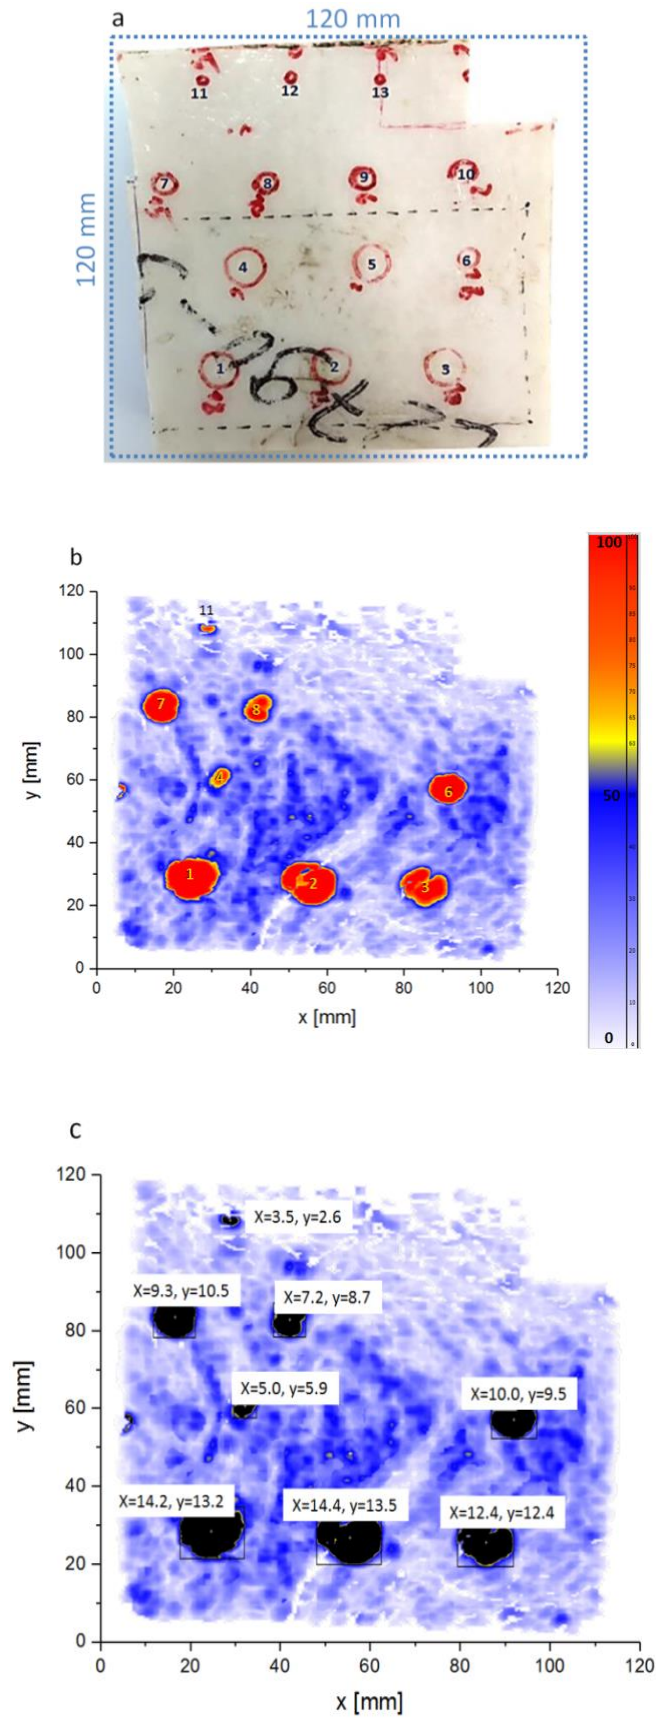 a
120 mm
120 mm
11 12 13
7 8 9 10
4 5 6
1 2 3
b
100
50
0
y [mm]
120
100
80
60
40
20
0
11
7 8
4 6
1 2 3
0 20 40 60 80 100 120
x [mm]
c
y [mm]
120
100
80
60
40
20
0
X=3.5, y=2.6
X=9.3, y=10.5
X=7.2, y=8.7
X=5.0, y=5.9
X=10.0, y=9.5
X=14.2, y=13.2
X=14.4, y=13.5
X=12.4, y=12.4
0 20 40 60 80 100 120
x [mm]